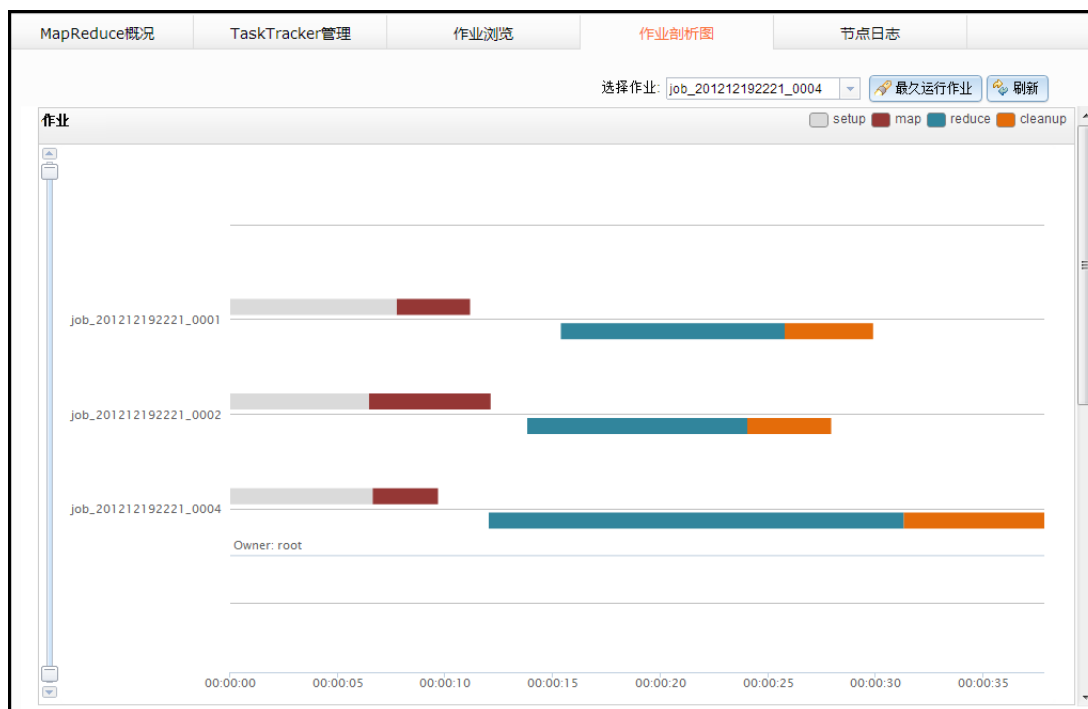 MapReduce概况 TaskTracker管理 作业浏览 作业剖析图 节点日志
选择作业: job_201212192221_0004 最久运行作业 刷新
作业 setup map reduce cleanup
job_201212192221_0001
job_201212192221_0002
job_201212192221_0004
Owner: root
00:00:00 00:00:05 00:00:10 00:00:15 00:00:20 00:00:25 00:00:30 00:00:35